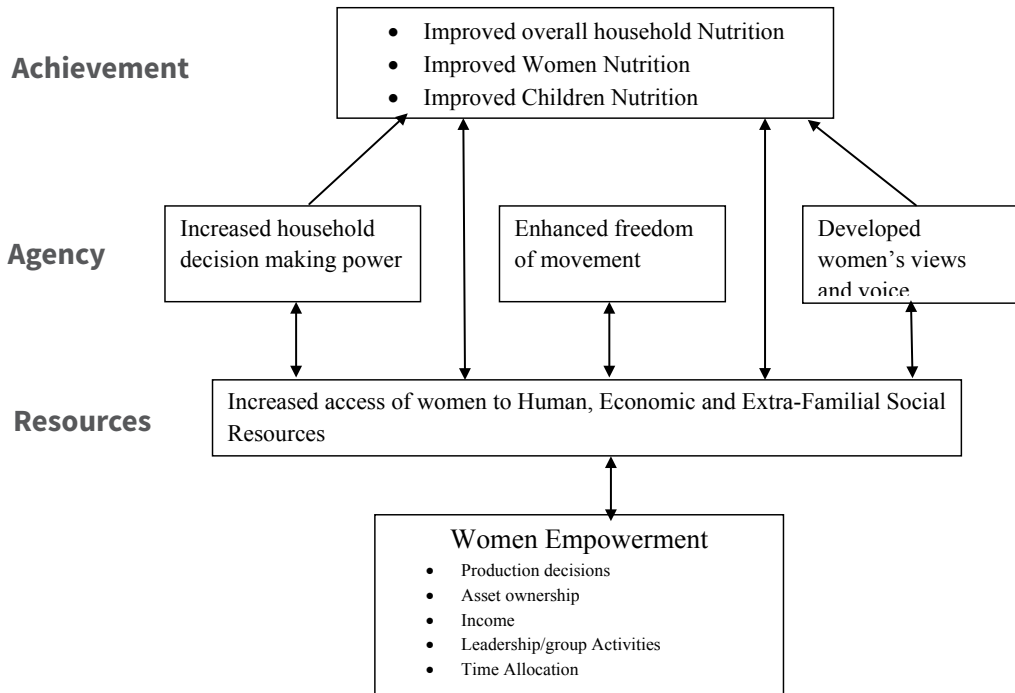 Achievement
• Improved overall household Nutrition
• Improved Women Nutrition
• Improved Children Nutrition
Agency
Increased household
decision making power
Enhanced freedom
of movement
Developed
women’s views
and voice
Resources
Increased access of women to Human, Economic and Extra-Familial Social
Resources
Women Empowerment
• Production decisions
• Asset ownership
• Income
• Leadership/group Activities
• Time Allocation